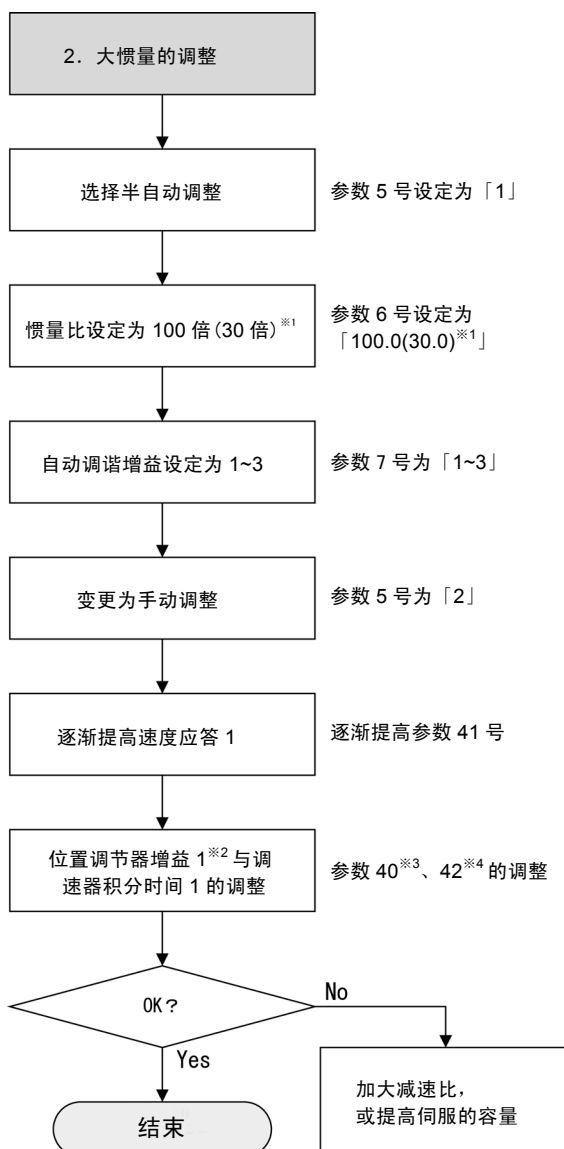 2. 大惯量的调整
选择半自动调整
参数 5 号设定为「1」
惯量比设定为 100 倍(30 倍)※1
参数 6 号设定为
「100.0(30.0)※1」
自动调谐增益设定为 1~3
参数 7 号为「1~3」
变更为手动调整
参数 5 号为「2」
逐渐提高速度应答 1
逐渐提高参数 41 号
位置调节器增益 1※2与调
速器积分时间 1 的调整
参数 40※3、42※4 的调整
OK？
No
Yes
加大减速比，
或提高伺服的容量
结束